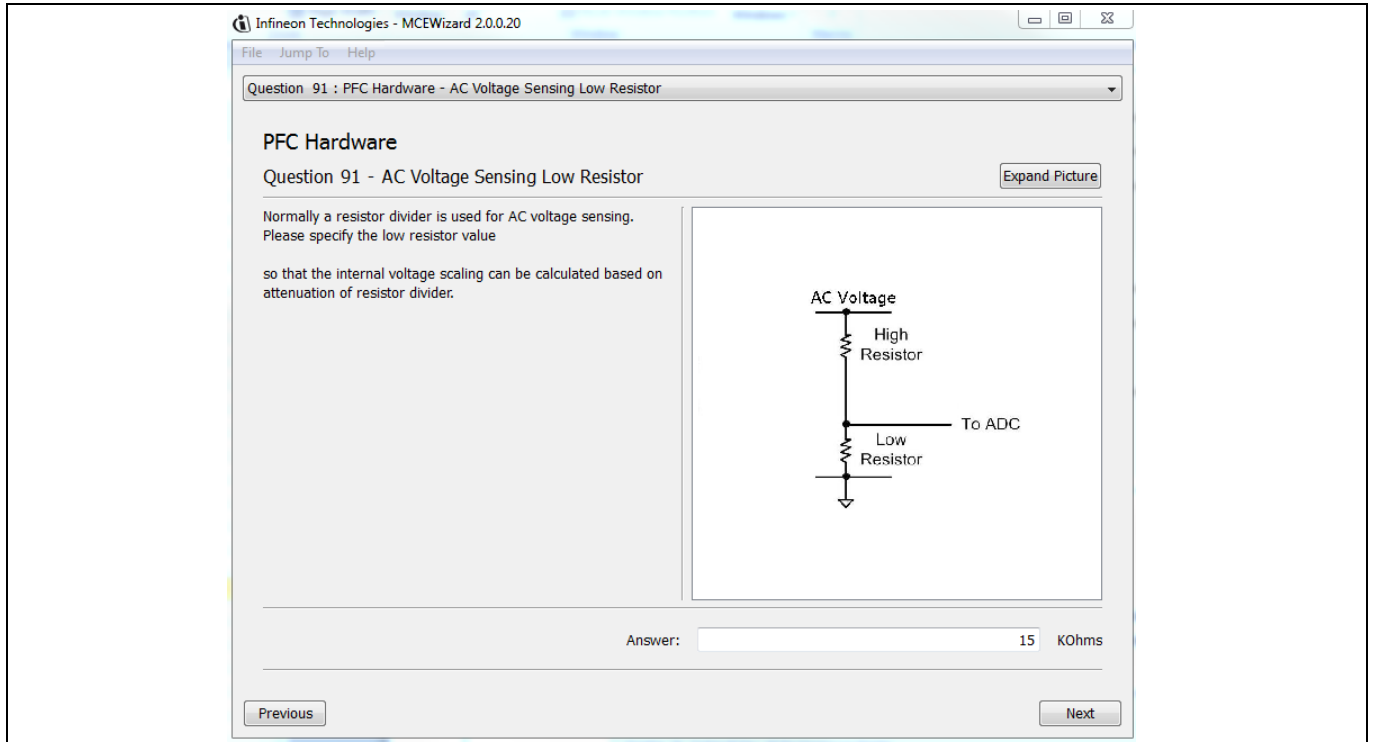 Infineon Technologies - MCEWizard 2.0.0.20
File Jump To Help
Question 91 : PFC Hardware - AC Voltage Sensing Low Resistor
PFC Hardware
Question 91 - AC Voltage Sensing Low Resistor
Expand Picture
Normally a resistor divider is used for AC voltage sensing.
Please specify the low resistor value
so that the internal voltage scaling can be calculated based on
attenuation of resistor divider.
AC Voltage
High
Resistor
To ADC
Low
Resistor
Answer: 15 KOhms
Previous Next